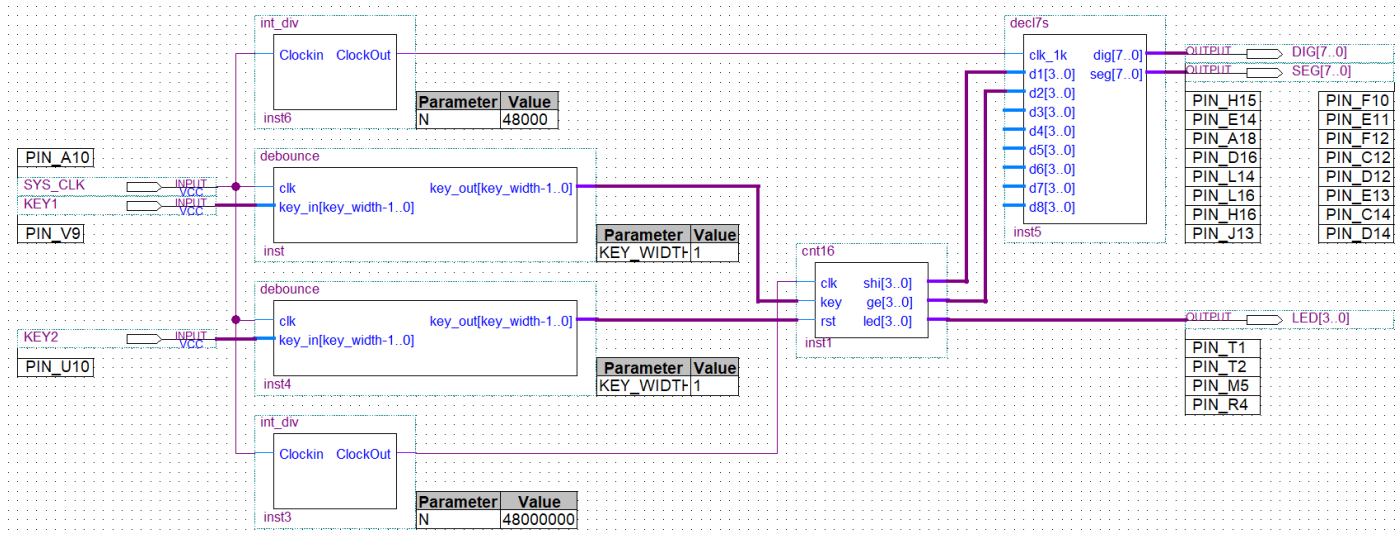 int_div
Clockin ClockOut
inst6
Parameter Value
N 48000
decl7s
clk_1k dig[7..0]
d1[3..0] seg[7..0]
d2[3..0]
d3[3..0]
d4[3..0]
d5[3..0]
d6[3..0]
d7[3..0]
d8[3..0]
inst5
OUTPUT DIG[7..0]
OUTPUT SEG[7..0]
PIN_H15 PIN_F10
PIN_E14 PIN_E11
PIN_A18 PIN_F12
PIN_D16 PIN_C12
PIN_L14 PIN_D12
PIN_L16 PIN_E13
PIN_H16 PIN_C14
PIN_J13 PIN_D14
PIN_A10
SYS_CLK INPUT
VCC
KEY1 INPUT
VCC
PIN_V9
debounce
clk key_out[key_width-1..0]
key_in[key_width-1..0]
inst
Parameter Value
KEY_WIDTH 1
cnt16
clk shi[3..0]
key ge[3..0]
rst led[3..0]
inst1
debounce
clk key_out[key_width-1..0]
key_in[key_width-1..0]
inst4
Parameter Value
KEY_WIDTH 1
KEY2 INPUT
VCC
PIN_U10
OUTPUT LED[3..0]
PIN_T1
PIN_T2
PIN_M5
PIN_R4
int_div
Clockin ClockOut
inst3
Parameter Value
N 48000000